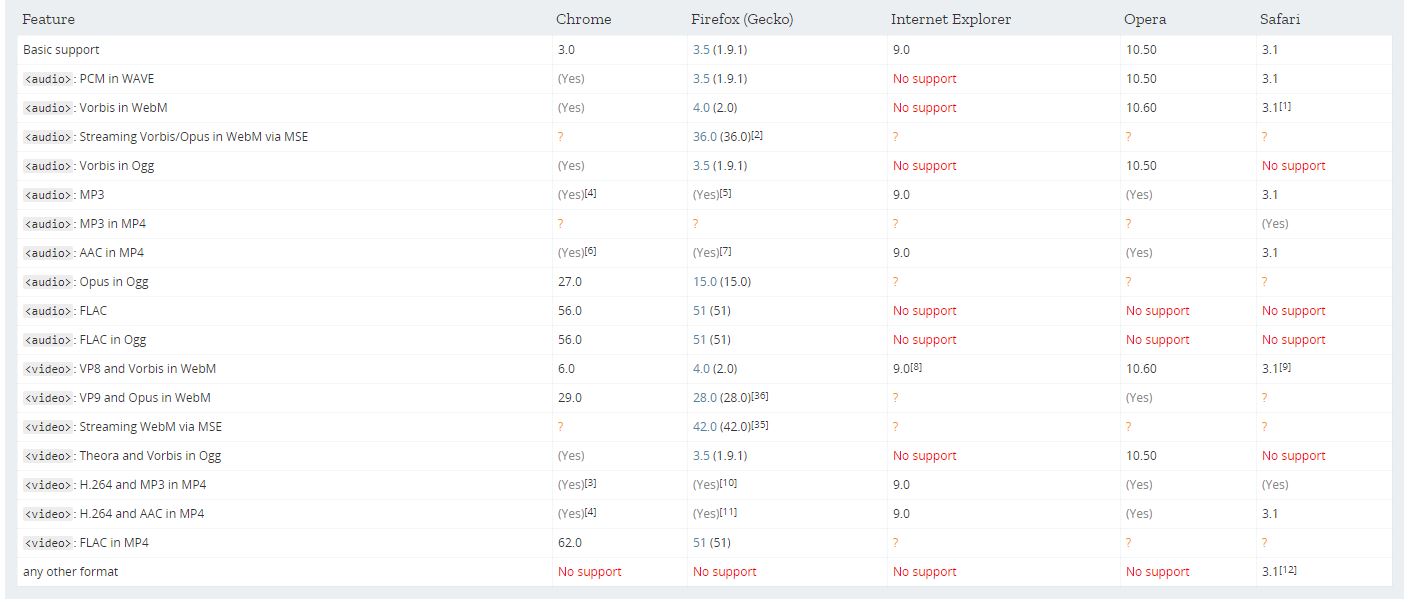 Feature Chrome Firefox (Gecko) Internet Explorer Opera Safari
Basic support 3.0 3.5 (1.9.1) 9.0 10.50 3.1
<audio>: PCM in WAVE (Yes) 3.5 (1.9.1) No support 10.50 3.1
<audio>: Vorbis in WebM (Yes) 4.0 (2.0) No support 10.60 3.1[1]
<audio>: Streaming Vorbis/Opus in WebM via MSE ? 36.0 (36.0)[2] ? ? ?
<audio>: Vorbis in Ogg (Yes) 3.5 (1.9.1) No support 10.50 No support
<audio>: MP3 (Yes)[4] (Yes)[5] 9.0 (Yes) 3.1
<audio>: MP3 in MP4 ? ? ? ? (Yes)
<audio>: AAC in MP4 (Yes)[6] (Yes)[7] 9.0 (Yes) 3.1
<audio>: Opus in Ogg 27.0 15.0 (15.0) ? ? ?
<audio>: FLAC 56.0 51 (51) No support No support No support
<audio>: FLAC in Ogg 56.0 51 (51) No support No support No support
<video>: VP8 and Vorbis in WebM 6.0 4.0 (2.0) 9.0[8] 10.60 3.1[9]
<video>: VP9 and Opus in WebM 29.0 28.0 (28.0)[36] ? (Yes) ?
<video>: Streaming WebM via MSE ? 42.0 (42.0)[35] ? ? ?
<video>: Theora and Vorbis in Ogg (Yes) 3.5 (1.9.1) No support 10.50 No support
<video>: H.264 and MP3 in MP4 (Yes)[3] (Yes)[10] 9.0 (Yes) (Yes)
<video>: H.264 and AAC in MP4 (Yes)[4] (Yes)[11] 9.0 (Yes) 3.1
<video>: FLAC in MP4 62.0 51 (51) ? ? ?
any other format No support No support No support No support 3.1[12]